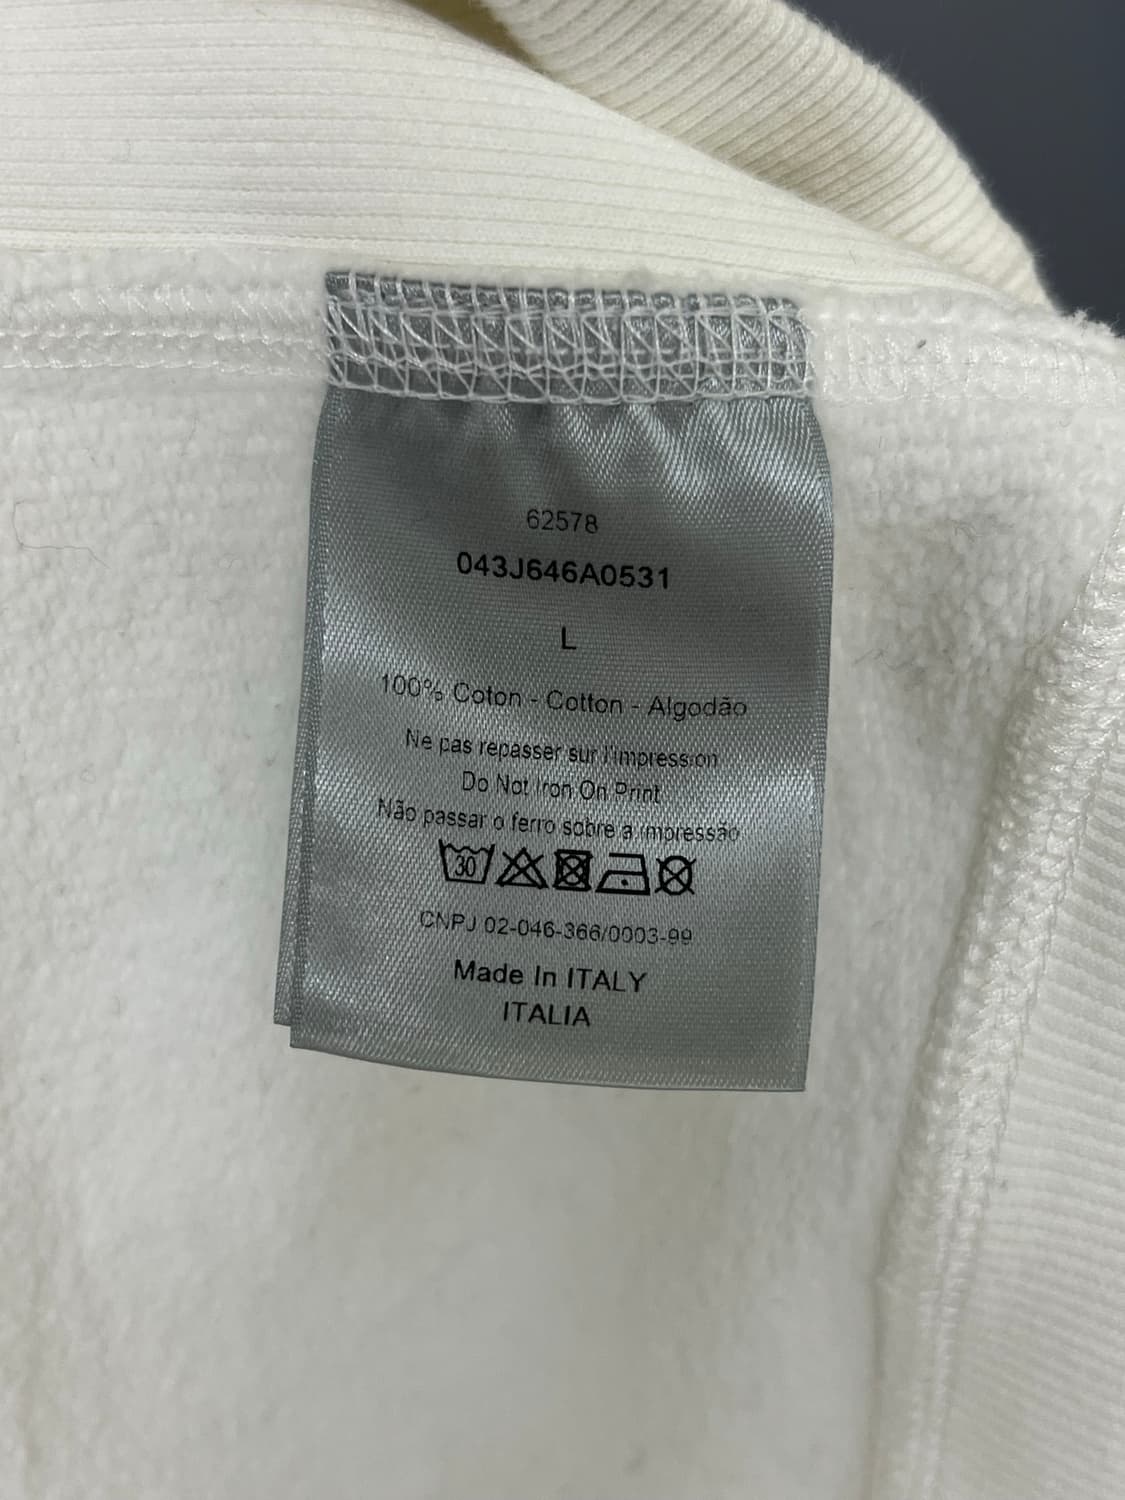 62578
043J646A0531
L
100% Coton - Cotton - Algodão
Ne pas repasser sur l'impression
Do Not Iron On Print
Não passar o ferro sobre a impressão
30
CNPJ 02-046-366/0003-99
Made In ITALY
ITALIA